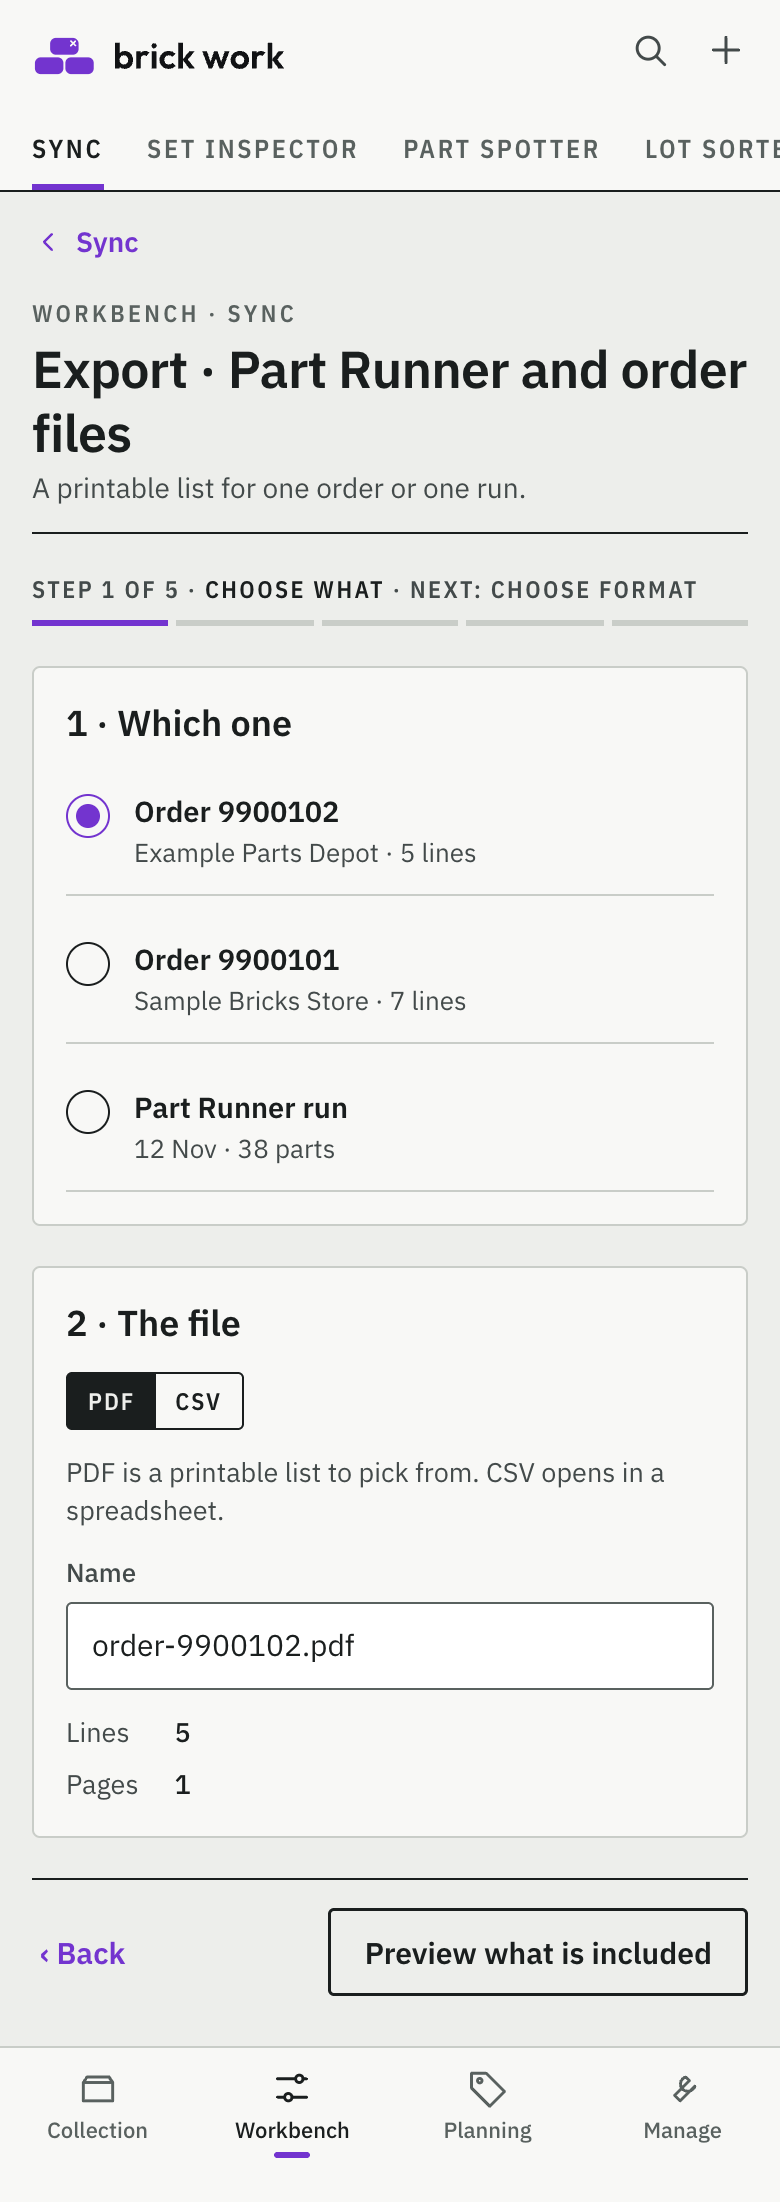 brick work
SYNC SET INSPECTOR PART SPOTTER LOT SORTE
Sync
WORKBENCH · SYNC
Export · Part Runner and order
files
A printable list for one order or one run.
STEP 1 OF 5 · CHOOSE WHAT · NEXT: CHOOSE FORMAT
1 · Which one
Order 9900102
Example Parts Depot · 5 lines
Order 9900101
Sample Bricks Store · 7 lines
Part Runner run
12 Nov · 38 parts
2 · The file
PDF CSV
PDF is a printable list to pick from. CSV opens in a
spreadsheet.
Name
order-9900102.pdf
Lines 5
Pages 1
‹ Back Preview what is included
Collection Workbench Planning Manage